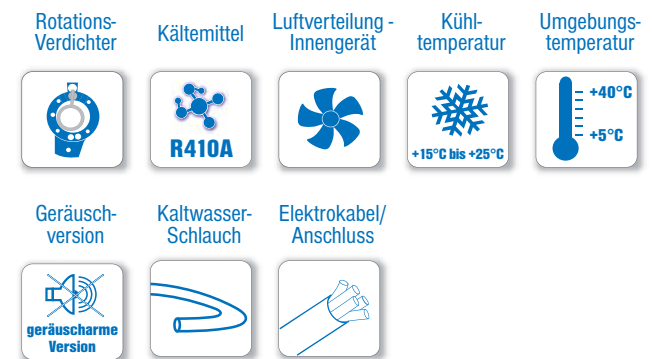 Rotations-
Verdichter
Kältemittel
Luftverteilung -
Innengerät
Kühl-
temperatur
Umgebungs-
temperatur
R410A
+15°C bis +25°C
+40°C
+5°C
Geräusch-
version
Kaltwasser-
Schlauch
Elektrokabel/
Anschluss
geräuscharme
Version